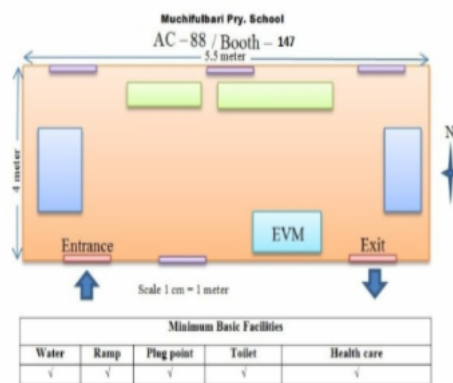 Muchifulbari Pry. School
AC - 88 / Booth - 147
5.5 meter
4 meter
N
EVM
Entrance
Exit
Scale 1 cm = 1 meter
Minimum Basic Facilities
Water Ramp Plug point Toilet Health care
√ √ √ √ √